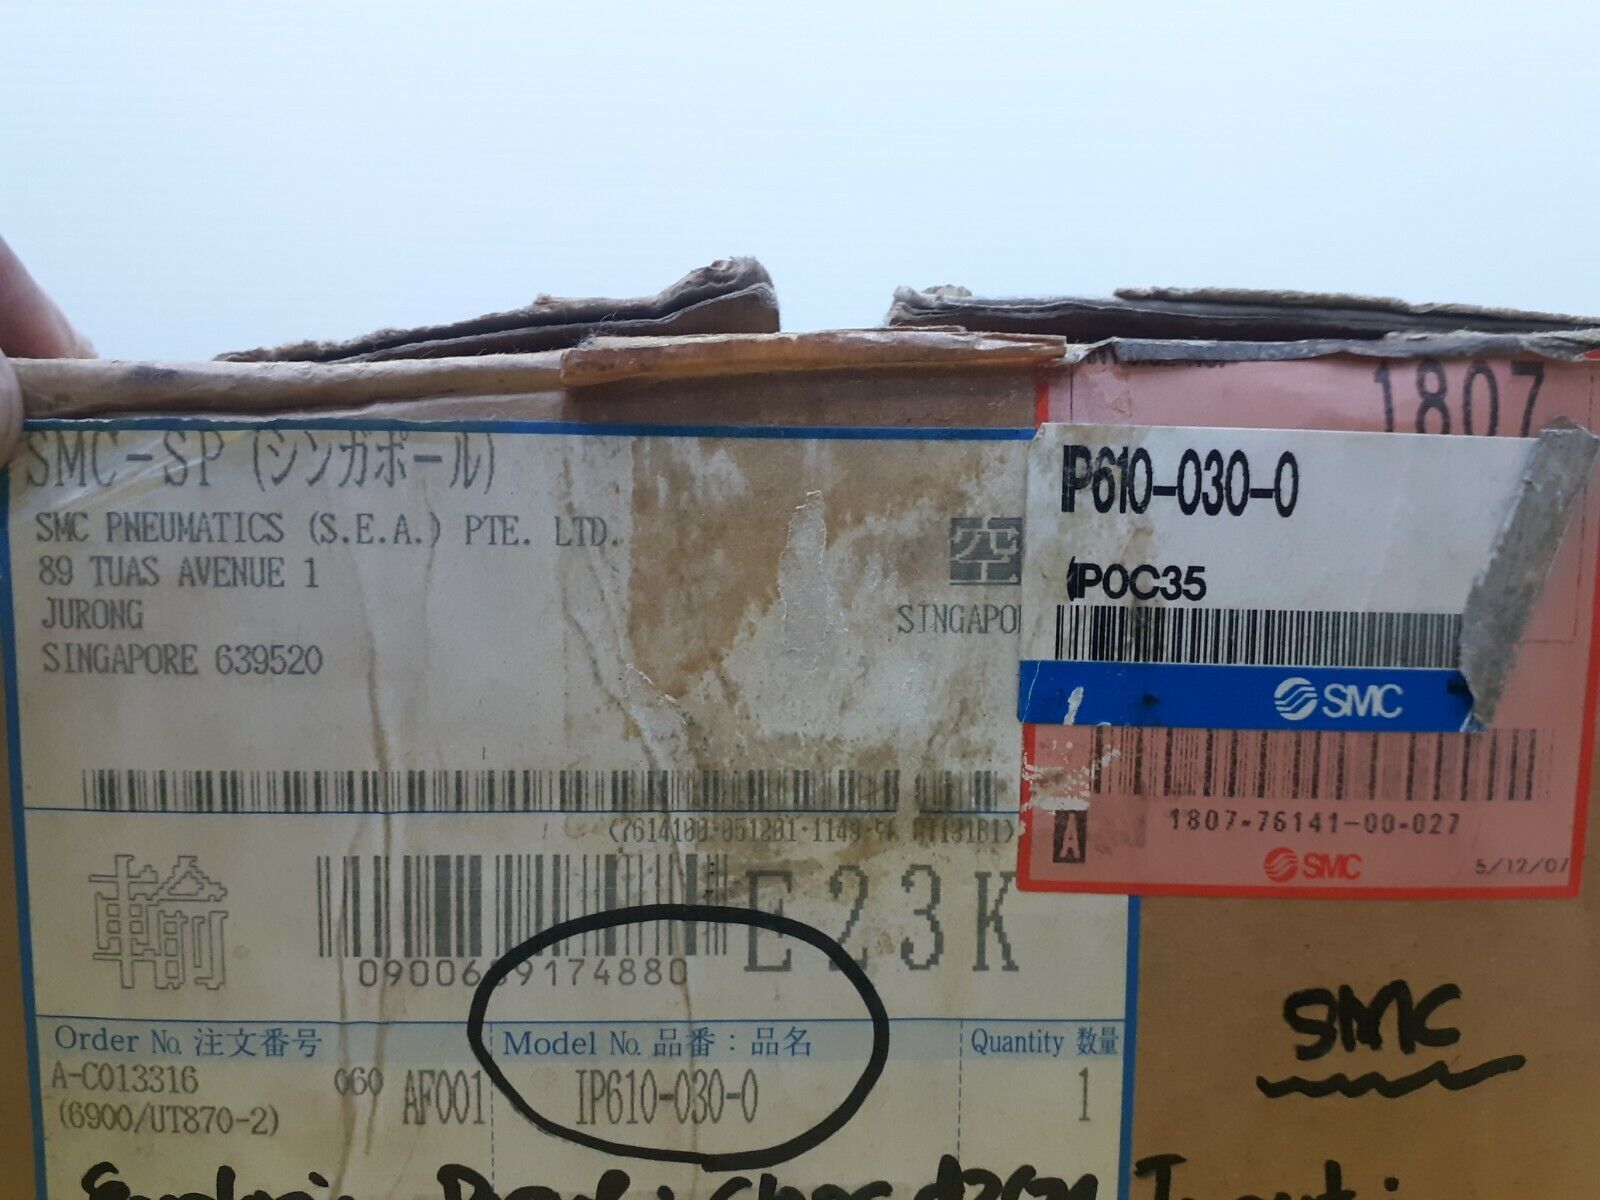 SMC-SP (シンガポール)
SMC PNEUMATICS (S.E.A.) PTE. LTD.
89 TUAS AVENUE 1
JURONG
SINGAPORE 639520
空
SINGAPO
1807
IP610-030-0
IPOC35
SMC
1807-76141-00-027
A
SMC
5/12/07
輸
E23K
Order No. 注文番号
A-C013316
060 AF001
(6900/UT870-2)
Model No. 品番：品名
IP610-030-0
Quantity 数量
1
SMC